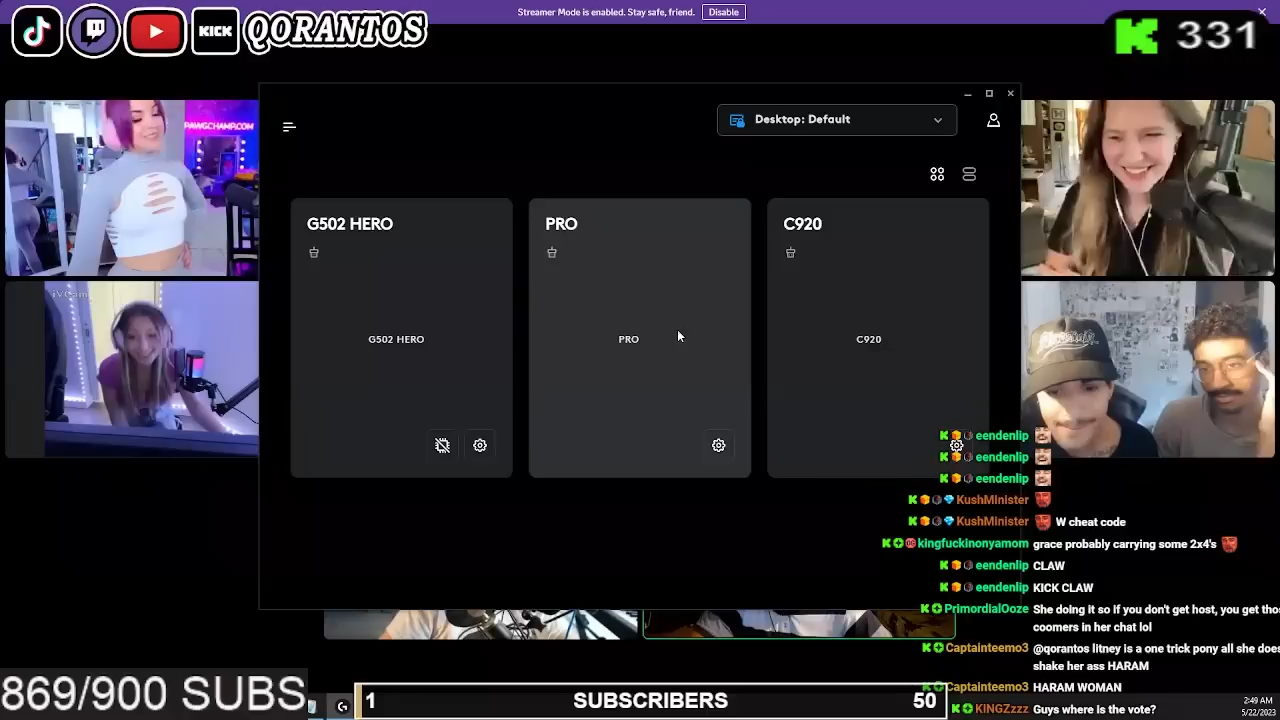 Streamer Mode is enabled. Stay safe, friend. Disable
KICK QORANTOS
K 331
Desktop: Default
PAWGCHAMP.COM
G502 HERO
PRO
C920
G502 HERO
PRO
C920
iVCam
eendenlip
eendenlip
eendenlip
KushMinister
KushMinister W cheat code
kingfuckinonyamom grace probably carrying some 2x4's
eendenlip CLAW
eendenlip KICK CLAW
PrimordialOoze She doing it so if you don't get host, you get tho
coomers in her chat lol
Captainteemo3 @qorantos litney is a one trick pony all she does
shake her ass HARAM
Captainteemo3 HARAM WOMAN
KINGZzzz Guys where is the vote?
869/900 SUBS
1 SUBSCRIBERS 50
2:49 AM
5/22/2023